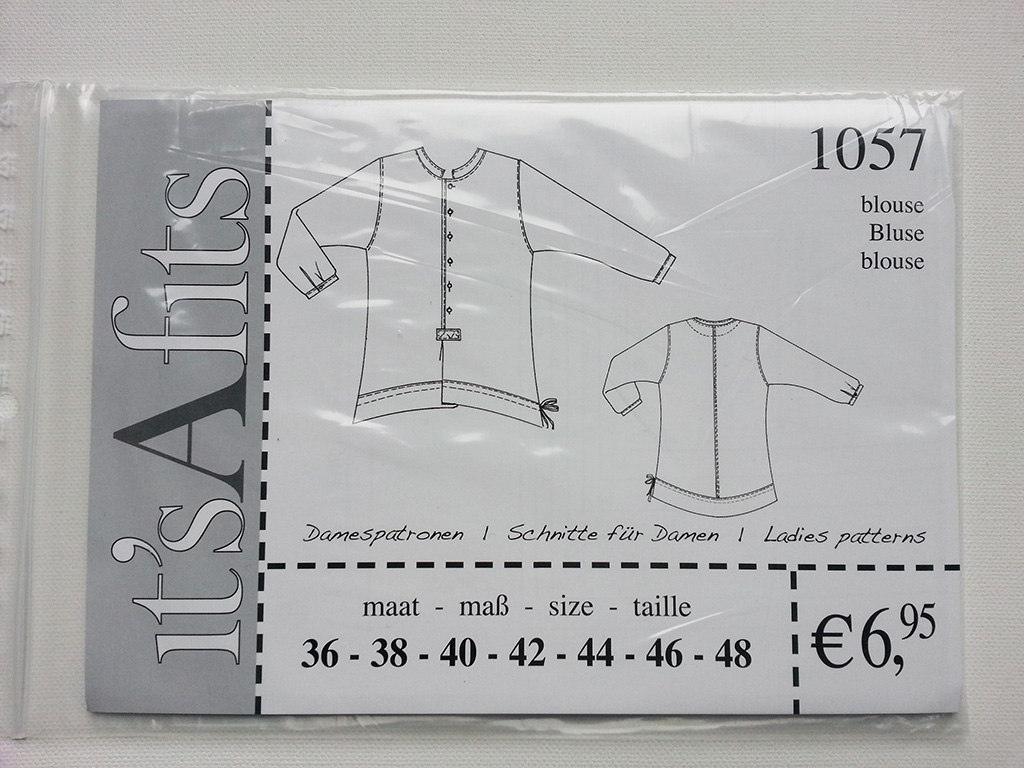 it'sAfits
1057
blouse
Bluse
blouse
Damespatronen | Schnitte für Damen | Ladies patterns
maat - maß - size - taille
36 - 38 - 40 - 42 - 44 - 46 - 48
€6,95